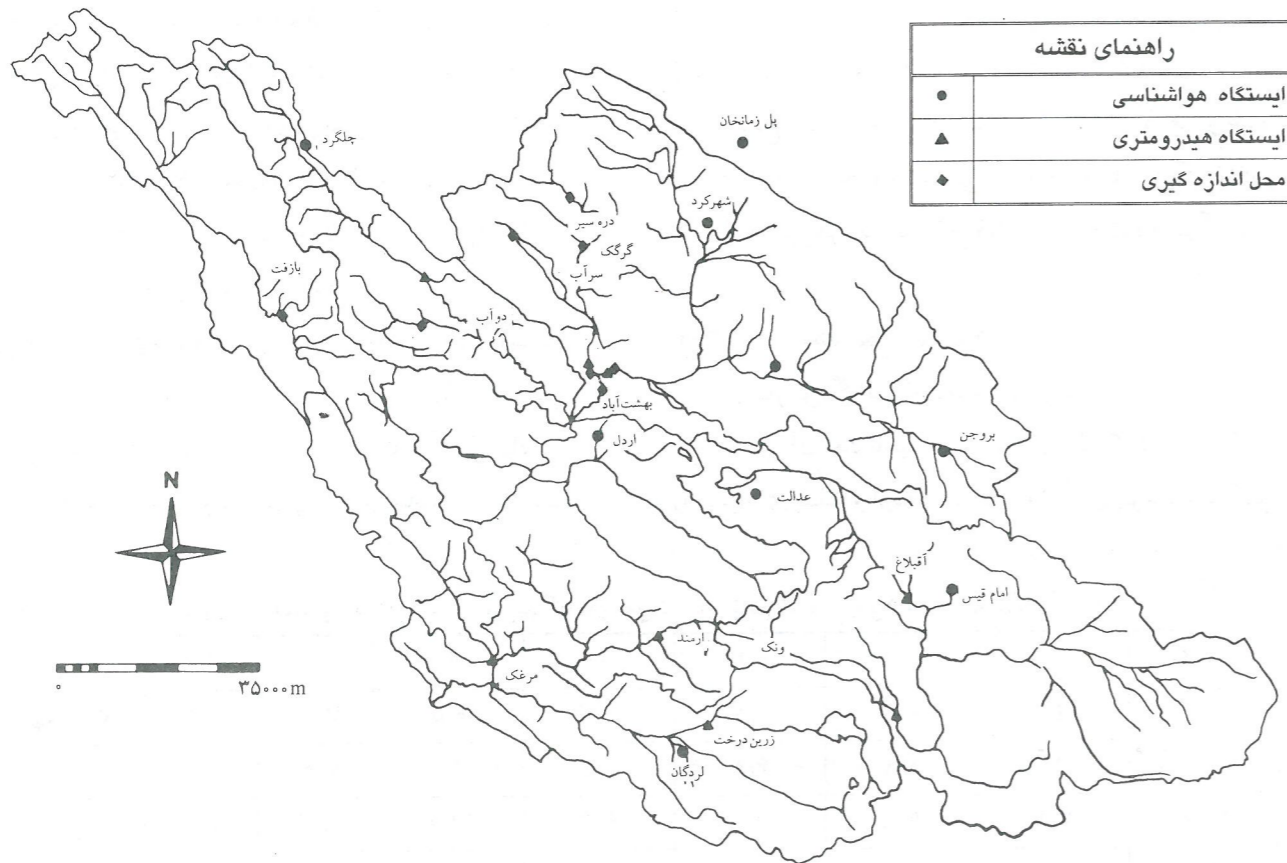 راهنمای نقشه
ایستگاه هواشناسی
ایستگاه هیدرومتری
محل اندازه گیری
پل زمانخان
چلگرد
شهرکرد
دره سبز
گرگک
سرآب
بازفت
دوآب
بهشت‌آباد
اردل
بروجن
عدالت
آقبلاغ
امام قیس
ارمند
ونک
مرغک
زرین‌درخت
لردگان
N
۰ ۳۵۰۰۰m